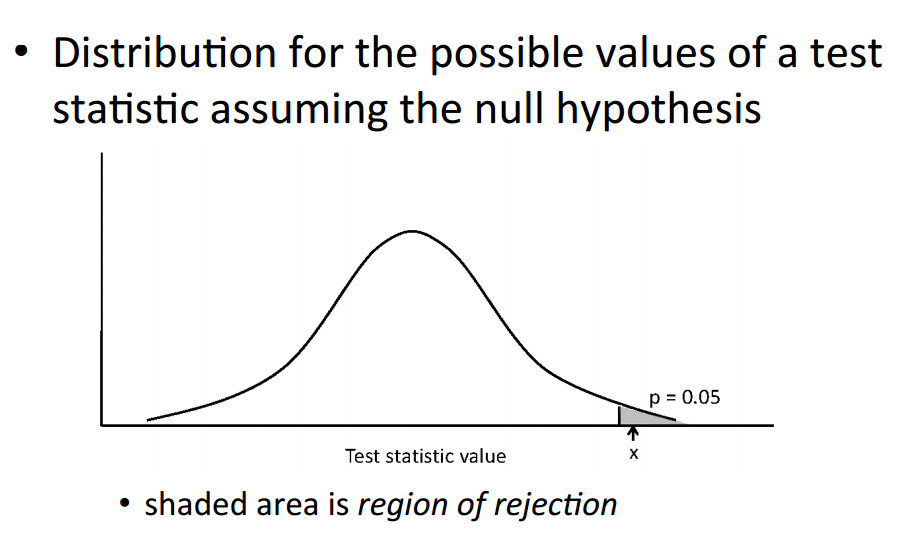 • Distribution for the possible values of a test
statistic assuming the null hypothesis
p = 0.05
Test statistic value
x
• shaded area is region of rejection